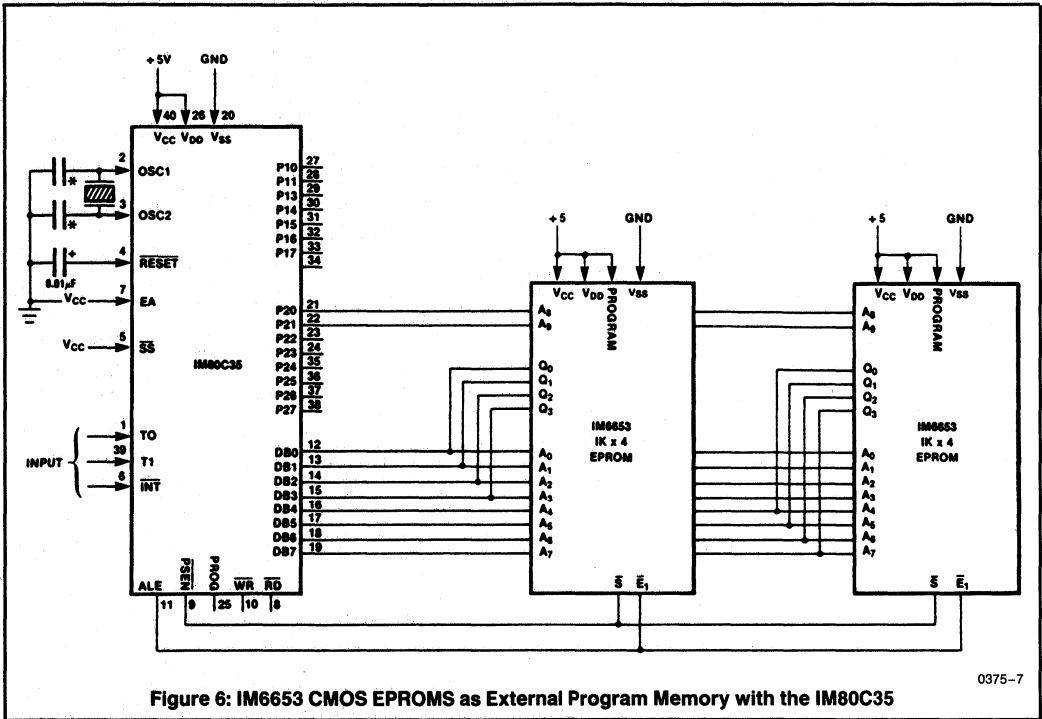 +5V GND
40 26 20
VCC VDD VSS
2 OSC1
*
3 OSC2
*
4 RESET
+
0.01μF
VCC 7 EA
VCC 5 SS
IM80C35
INPUT
1 TO
39 T1
6 INT
P10 27
P11 28
P13 29
P14 30
P15 31
P16 32
P17 33
34
P20 21
P21 22
P22 23
P23 24
P24 35
P25 36
P26 37
P27 38
DB0 12
DB1 13
DB2 14
DB3 15
DB4 16
DB5 17
DB6 18
DB7 19
ALE PSEN PROG WR RD
11 9 25 10 8
+5 GND
VCC VDD PROGRAM VSS
A8
A9
Q0
Q1
Q2
Q3
IM6653
IK x 4
EPROM
A0
A1
A2
A3
A4
A5
A6
A7
S E1
+5 GND
VCC VDD PROGRAM VSS
A8
A9
Q0
Q1
Q2
Q3
IM6653
IK x 4
EPROM
A0
A1
A2
A3
A4
A5
A6
A7
S E1
0375-7
Figure 6: IM6653 CMOS EPROMS as External Program Memory with the IM80C35